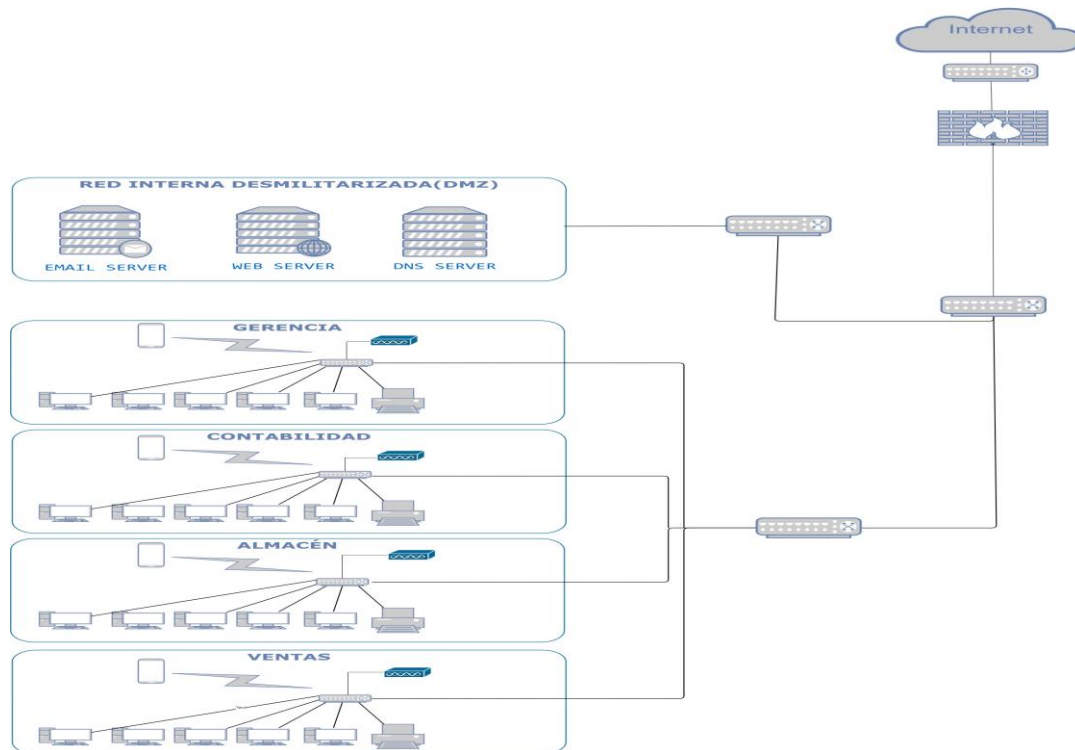 Internet
RED INTERNA DESMILITARIZADA(DMZ)
EMAIL SERVER
WEB SERVER
DNS SERVER
GERENCIA
CONTABILIDAD
ALMACÉN
VENTAS